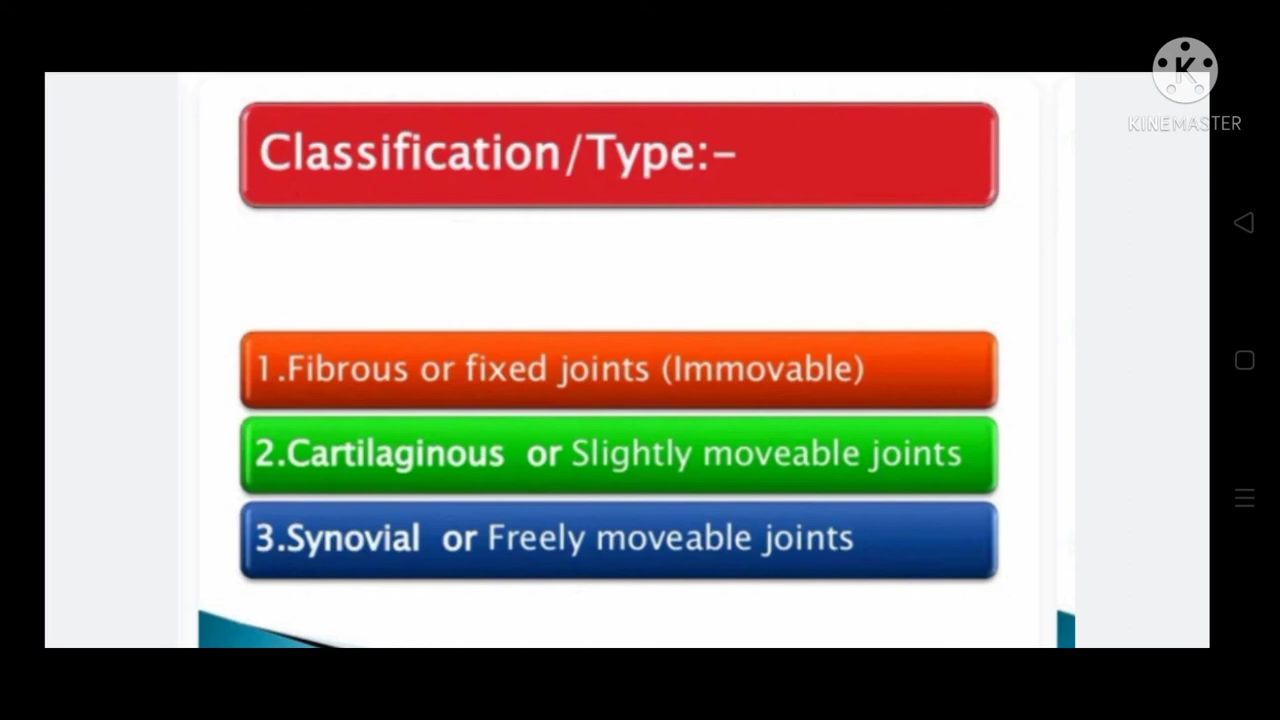 KINEMASTER
Classification/Type:-
1.Fibrous or fixed joints (Immovable)
2.Cartilaginous or Slightly moveable joints
3.Synovial or Freely moveable joints